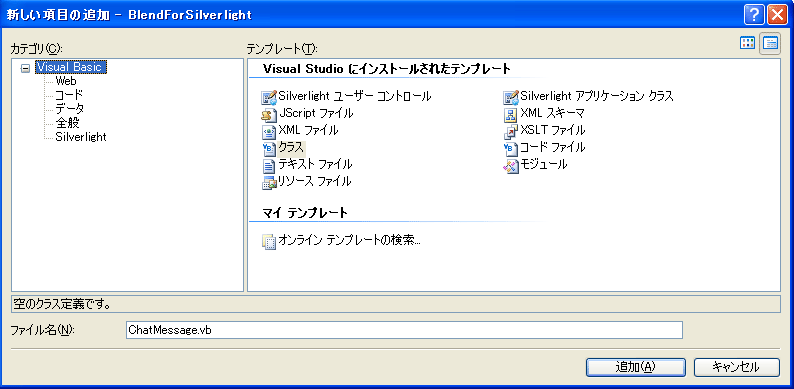 新しい項目の追加 - BlendForSilverlight
カテゴリ(C):
テンプレート(T):
Visual Basic
Web
コード
データ
全般
Silverlight
Visual Studio にインストールされたテンプレート
Silverlight ユーザー コントロール
Silverlight アプリケーション クラス
JScript ファイル
XML スキーマ
XML ファイル
XSLT ファイル
クラス
コード ファイル
テキスト ファイル
モジュール
リソース ファイル
マイ テンプレート
オンライン テンプレートの検索...
空のクラス定義です。
ファイル名(N):
ChatMessage.vb
追加(A)
キャンセル